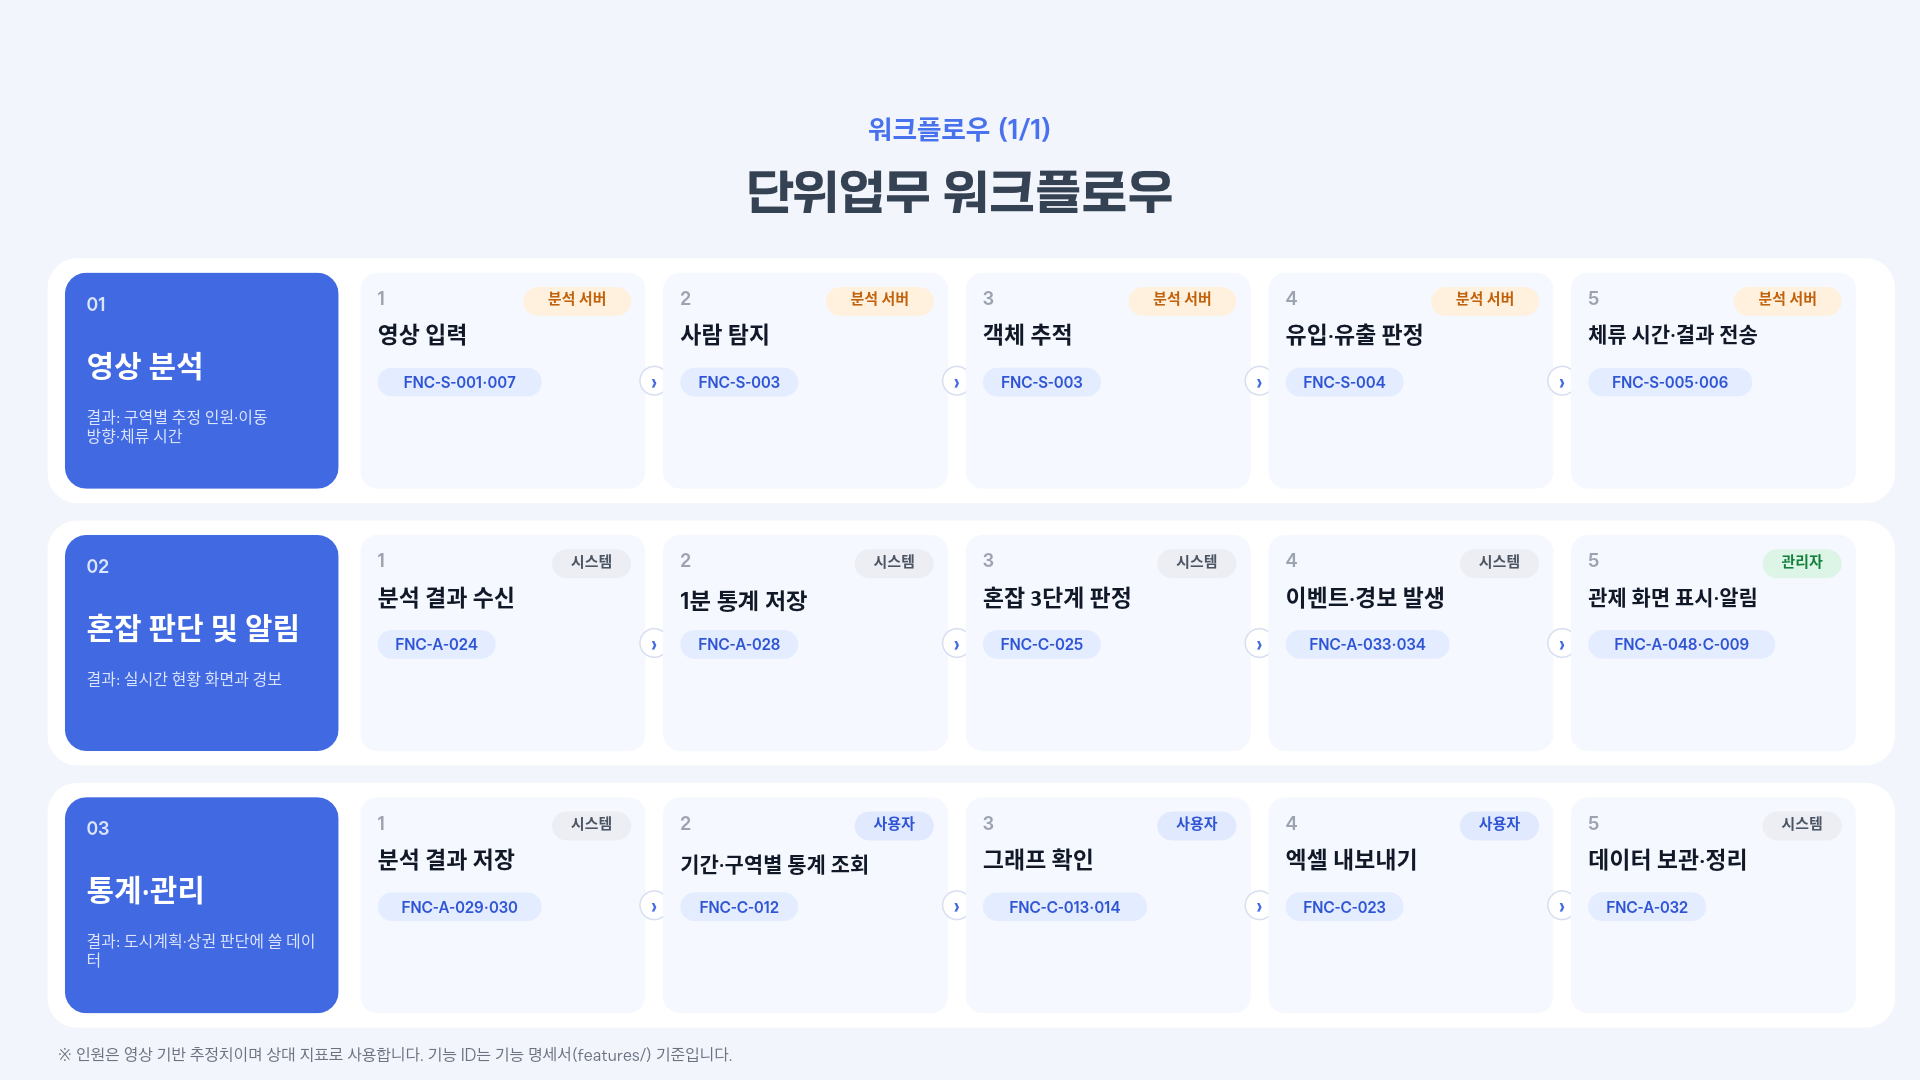 워크플로우 (1/1)
단위업무 워크플로우
01
영상 분석
결과: 구역별 추정 인원·이동
방향·체류 시간
1
분석 서버
영상 입력
FNC-S-001·007
›
2
분석 서버
사람 탐지
FNC-S-003
›
3
분석 서버
객체 추적
FNC-S-003
›
4
분석 서버
유입·유출 판정
FNC-S-004
›
5
분석 서버
체류 시간·결과 전송
FNC-S-005·006
02
혼잡 판단 및 알림
결과: 실시간 현황 화면과 경보
1
시스템
분석 결과 수신
FNC-A-024
›
2
시스템
1분 통계 저장
FNC-A-028
›
3
시스템
혼잡 3단계 판정
FNC-C-025
›
4
시스템
이벤트·경보 발생
FNC-A-033·034
›
5
관리자
관제 화면 표시·알림
FNC-A-048·C-009
03
통계·관리
결과: 도시계획·상권 판단에 쓸 데이
터
1
시스템
분석 결과 저장
FNC-A-029·030
›
2
사용자
기간·구역별 통계 조회
FNC-C-012
›
3
사용자
그래프 확인
FNC-C-013·014
›
4
사용자
엑셀 내보내기
FNC-C-023
›
5
시스템
데이터 보관·정리
FNC-A-032
※ 인원은 영상 기반 추정치이며 상대 지표로 사용합니다. 기능 ID는 기능 명세서(features/) 기준입니다.